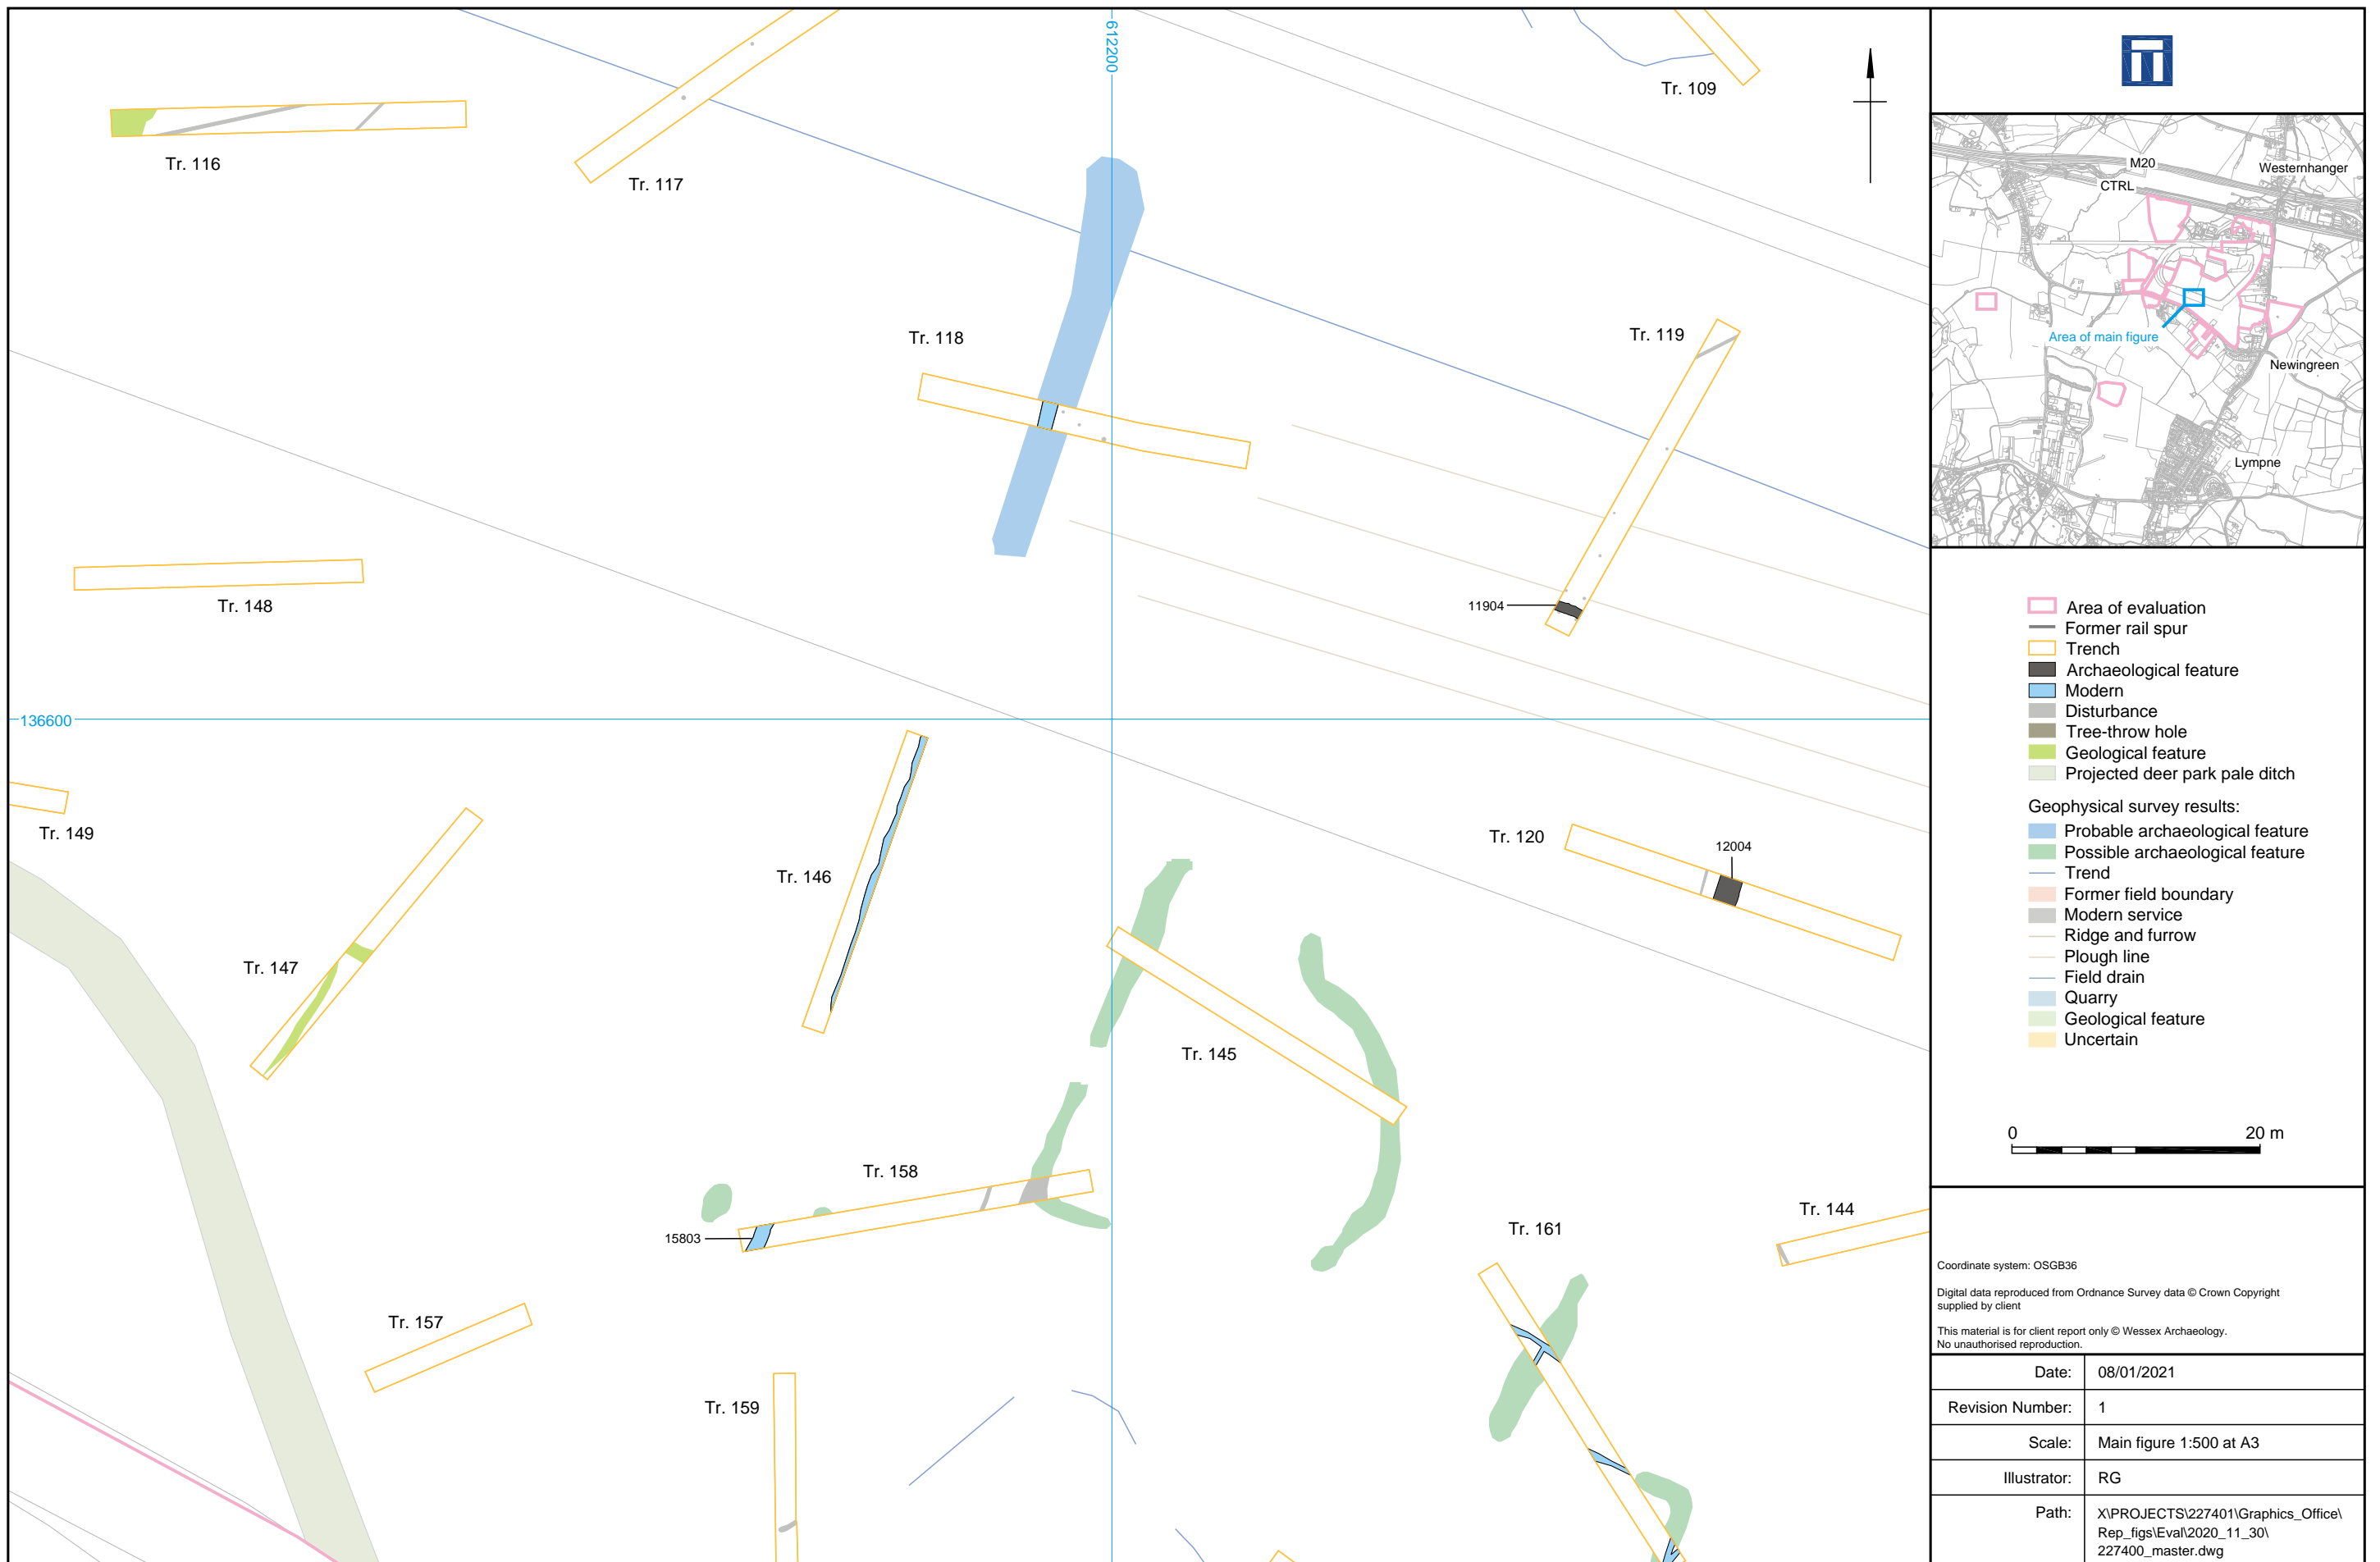 612200
Tr. 109
Tr. 116
Tr. 117
Tr. 118
Tr. 119
Tr. 148
11904
136600
Tr. 149
Tr. 146
Tr. 120
12004
Tr. 147
Tr. 145
Tr. 158
15803
Tr. 161
Tr. 144
Tr. 157
Tr. 159
M20
Westernhanger
CTRL
Area of main figure
Newingreen
Lympne
Area of evaluation
Former rail spur
Trench
Archaeological feature
Modern
Disturbance
Tree-throw hole
Geological feature
Projected deer park pale ditch
Geophysical survey results:
Probable archaeological feature
Possible archaeological feature
Trend
Former field boundary
Modern service
Ridge and furrow
Plough line
Field drain
Quarry
Geological feature
Uncertain
0 20 m
Coordinate system: OSGB36
Digital data reproduced from Ordnance Survey data © Crown Copyright
supplied by client
This material is for client report only © Wessex Archaeology.
No unauthorised reproduction.
Date: 08/01/2021
Revision Number: 1
Scale: Main figure 1:500 at A3
Illustrator: RG
Path: X\PROJECTS\227401\Graphics_Office\
Rep_figs\Eval\2020_11_30\
227400_master.dwg